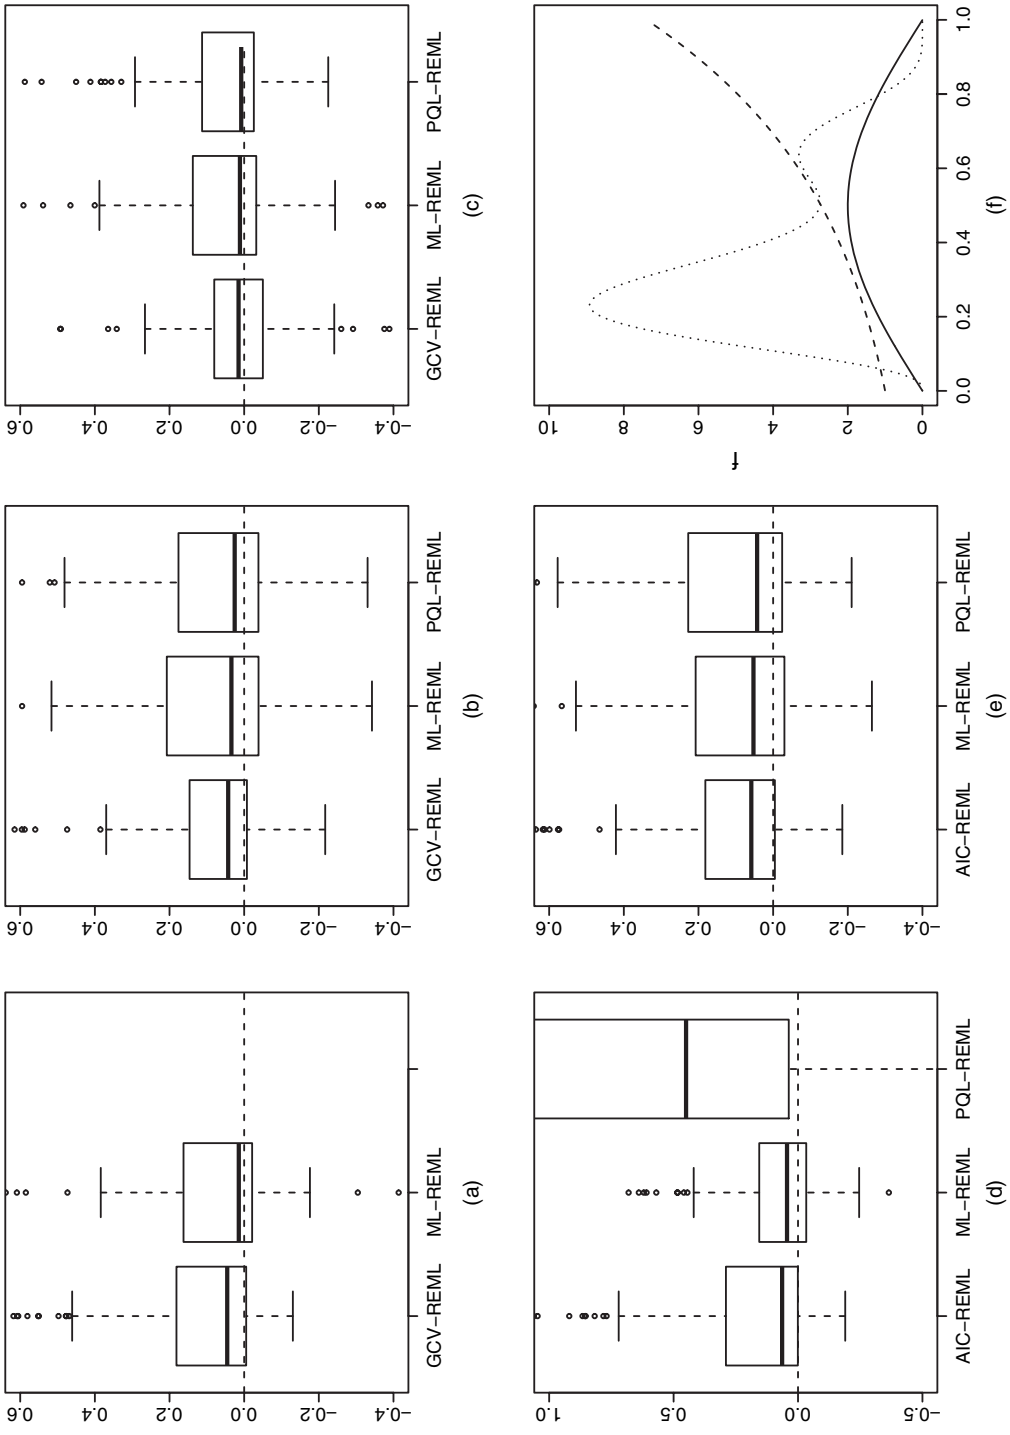 0.6
0.4
0.2
0.0
−0.2
−0.4
GCV−REML ML−REML
(a)
0.6
0.4
0.2
0.0
−0.2
−0.4
GCV−REML ML−REML PQL−REML
(b)
0.6
0.4
0.2
0.0
−0.2
−0.4
GCV−REML ML−REML PQL−REML
(c)
1.0
0.5
0.0
−0.5
AIC−REML ML−REML PQL−REML
(d)
0.6
0.4
0.2
0.0
−0.2
−0.4
AIC−REML ML−REML PQL−REML
(e)
f
10
8
6
4
2
0
0.0 0.2 0.4 0.6 0.8 1.0
(f)